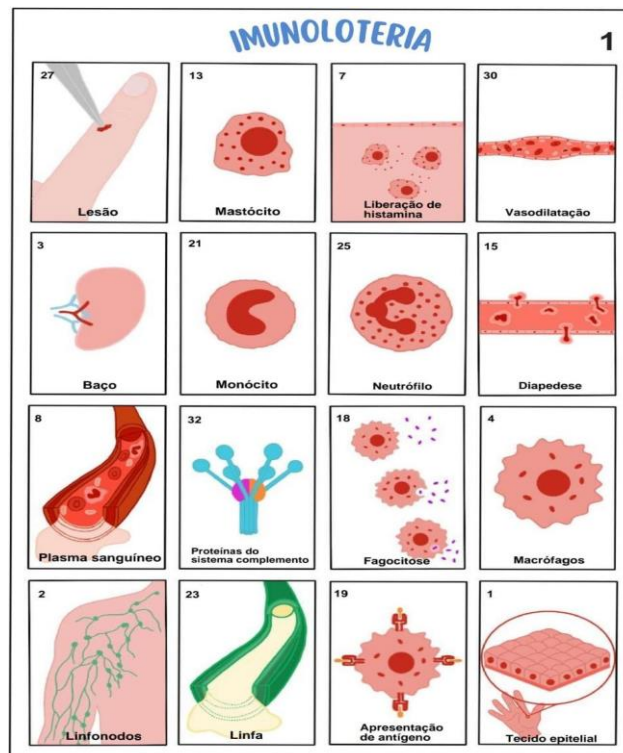 IMUNOLOTERIA
1
27
Lesão
13
Mastócito
7
Liberação de
histamina
30
Vasodilatação
3
Baço
21
Monócito
25
Neutrófilo
15
Diapedese
8
Plasma sanguíneo
32
Proteínas do
sistema complemento
18
Fagocitose
4
Macrófagos
2
Linfonodos
23
Linfa
19
Apresentação
de antígeno
1
Tecido epitelial